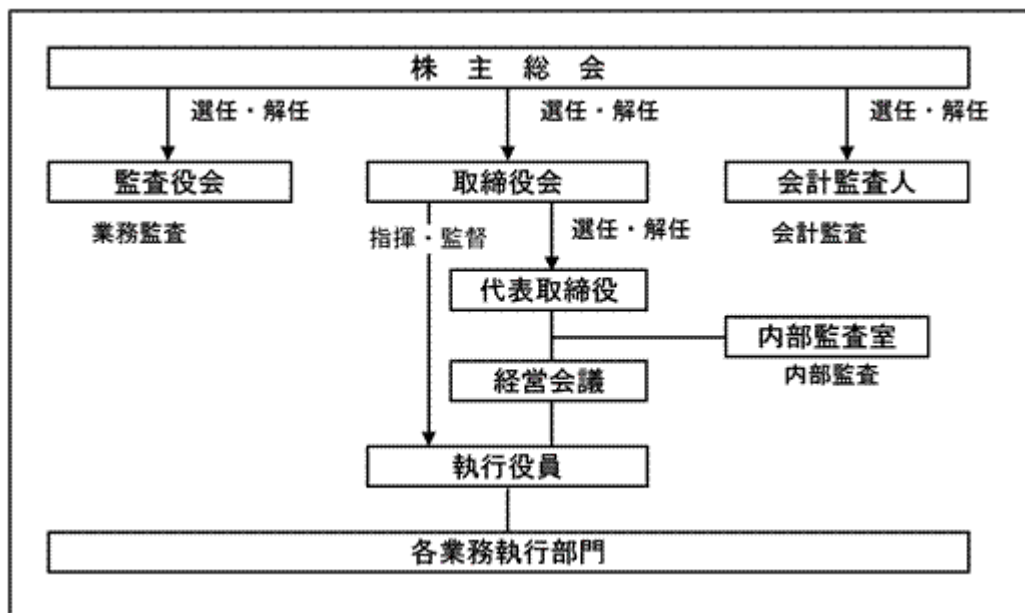 株主総会
選任・解任
選任・解任
選任・解任
監査役会
取締役会
会計監査人
業務監査
指揮・監督
選任・解任
会計監査
代表取締役
内部監査室
内部監査
経営会議
執行役員
各業務執行部門